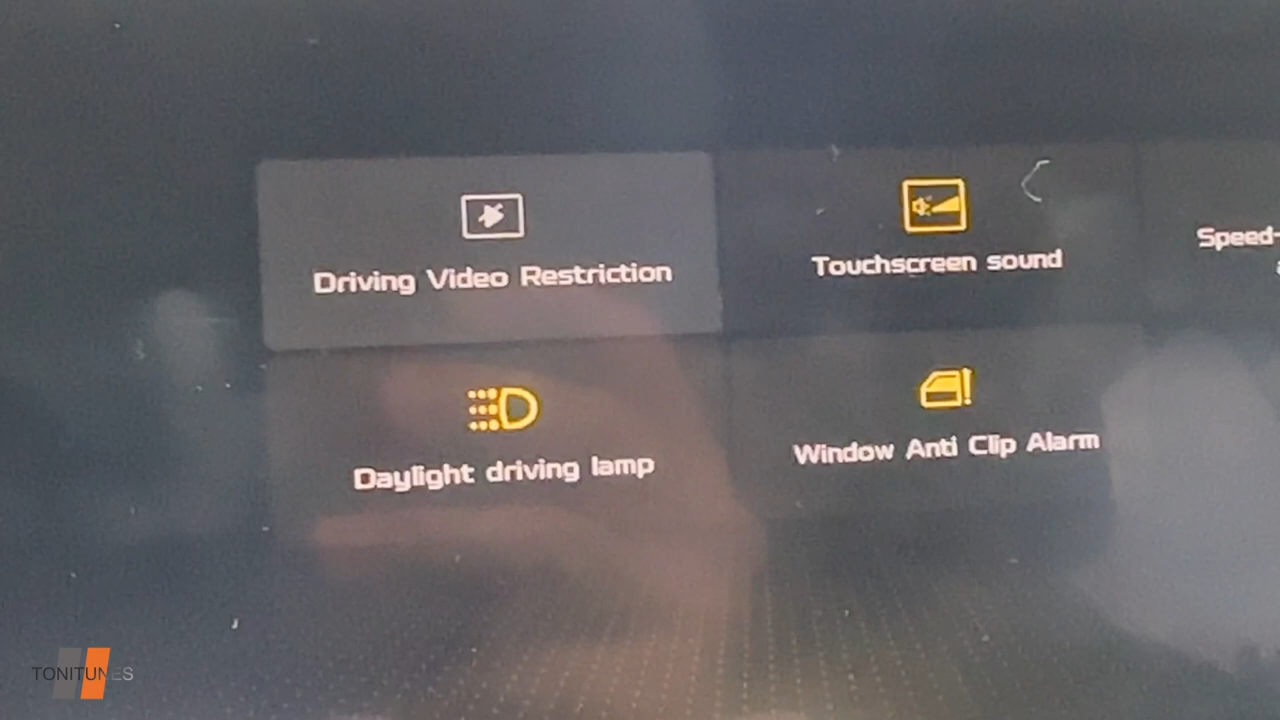 Driving Video Restriction
Touchscreen sound
Speed-
Daylight driving lamp
Window Anti Clip Alarm
TONITUNES